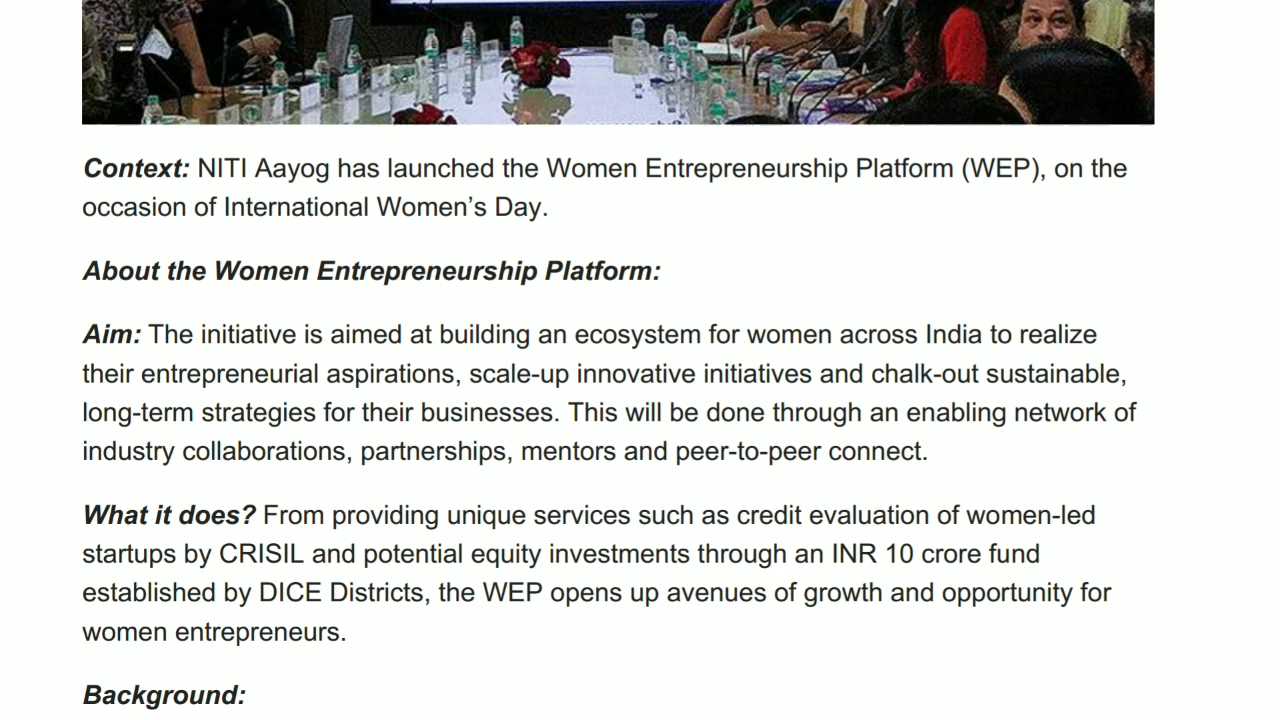 Context: NITI Aayog has launched the Women Entrepreneurship Platform (WEP), on the
occasion of International Women’s Day.
About the Women Entrepreneurship Platform:
Aim: The initiative is aimed at building an ecosystem for women across India to realize
their entrepreneurial aspirations, scale-up innovative initiatives and chalk-out sustainable,
long-term strategies for their businesses. This will be done through an enabling network of
industry collaborations, partnerships, mentors and peer-to-peer connect.
What it does? From providing unique services such as credit evaluation of women-led
startups by CRISIL and potential equity investments through an INR 10 crore fund
established by DICE Districts, the WEP opens up avenues of growth and opportunity for
women entrepreneurs.
Background: